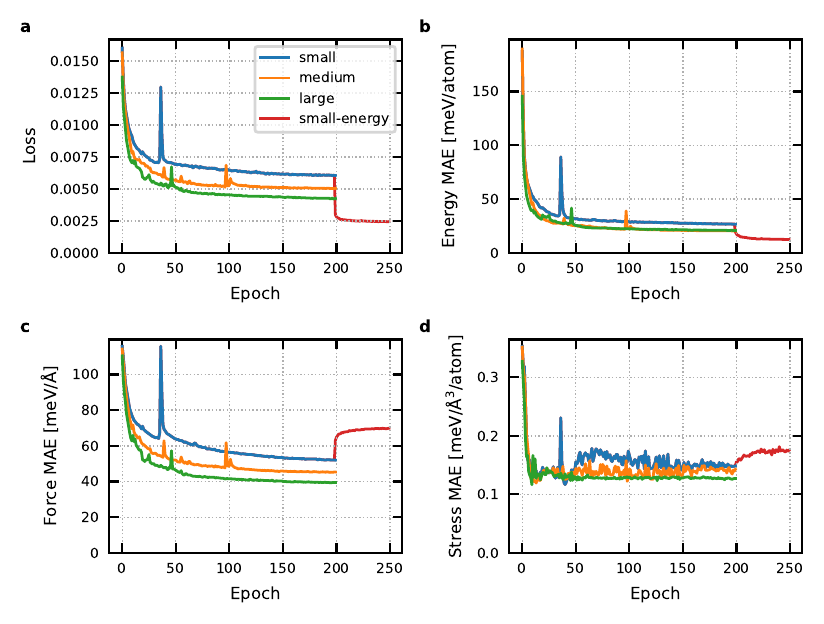 a
Loss
0.0150
0.0125
0.0100
0.0075
0.0050
0.0025
0.0000
small
medium
large
small-energy
0 50 100 150 200 250
Epoch
b
Energy MAE [meV/atom]
150
100
50
0
0 50 100 150 200 250
Epoch
c
Force MAE [meV/Å]
100
80
60
40
20
0
0 50 100 150 200 250
Epoch
d
Stress MAE [meV/Å³/atom]
0.3
0.2
0.1
0.0
0 50 100 150 200 250
Epoch